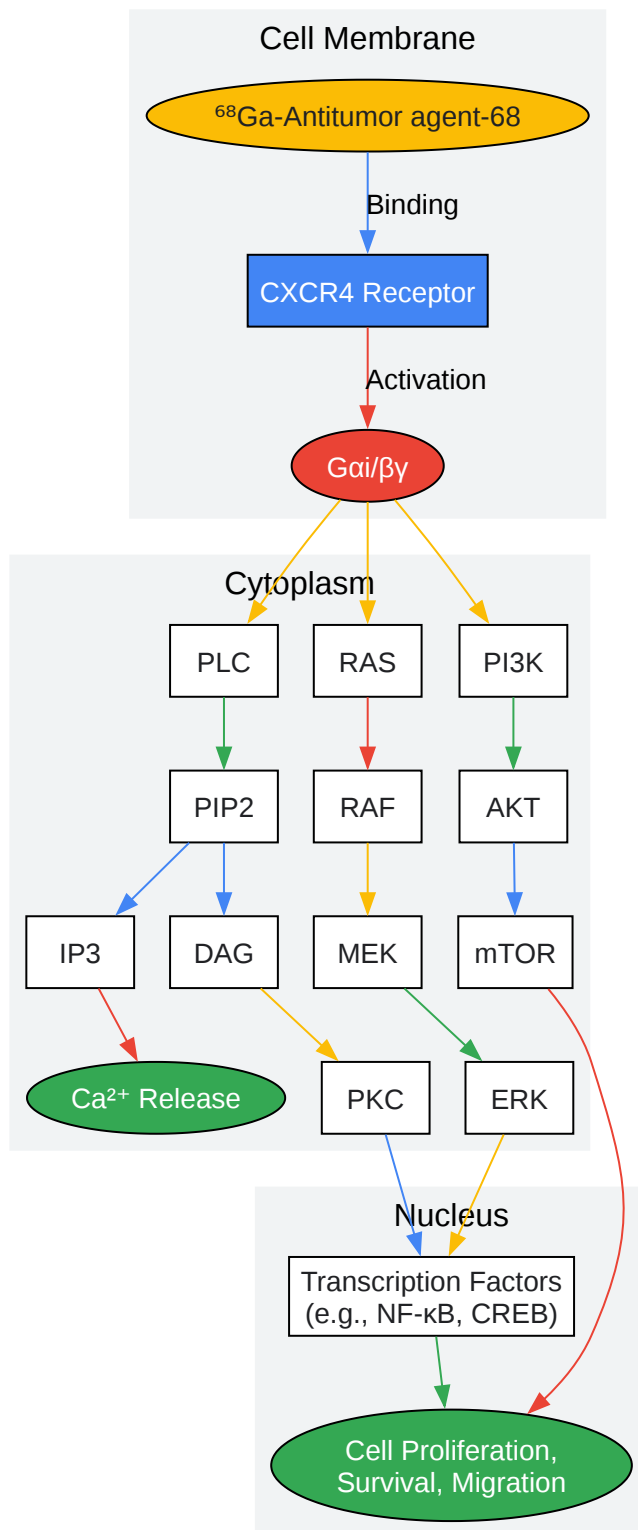 Cell Membrane
⁶⁸Ga-Antitumor agent-68
Binding
CXCR4 Receptor
Activation
Gαi/βγ
Cytoplasm
PLC
RAS
PI3K
PIP2
RAF
AKT
IP3
DAG
MEK
mTOR
Ca²⁺ Release
PKC
ERK
Nucleus
Transcription Factors
(e.g., NF-κB, CREB)
Cell Proliferation,
Survival, Migration